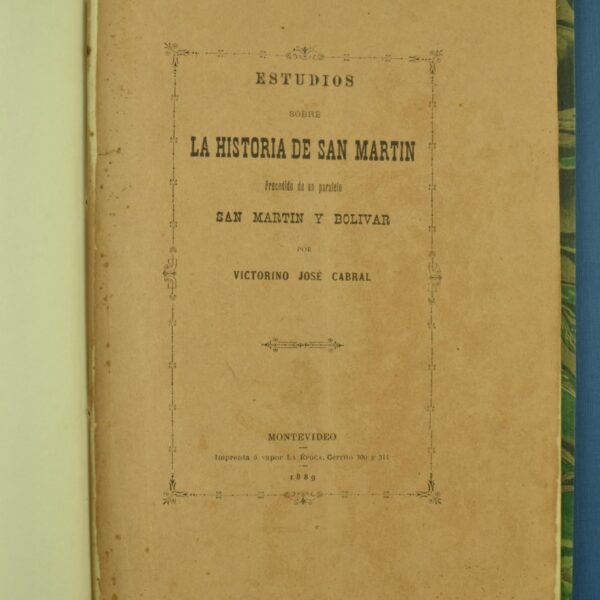 ESTUDIOS
SOBRE
LA HISTORIA DE SAN MARTIN
Precedido de un paralelo
SAN MARTIN Y BOLIVAR
POR
VICTORINO JOSÉ CABRAL
MONTEVIDEO
Imprenta á vapor LA ÉPOCA, Cerrito 309 y 311
1889